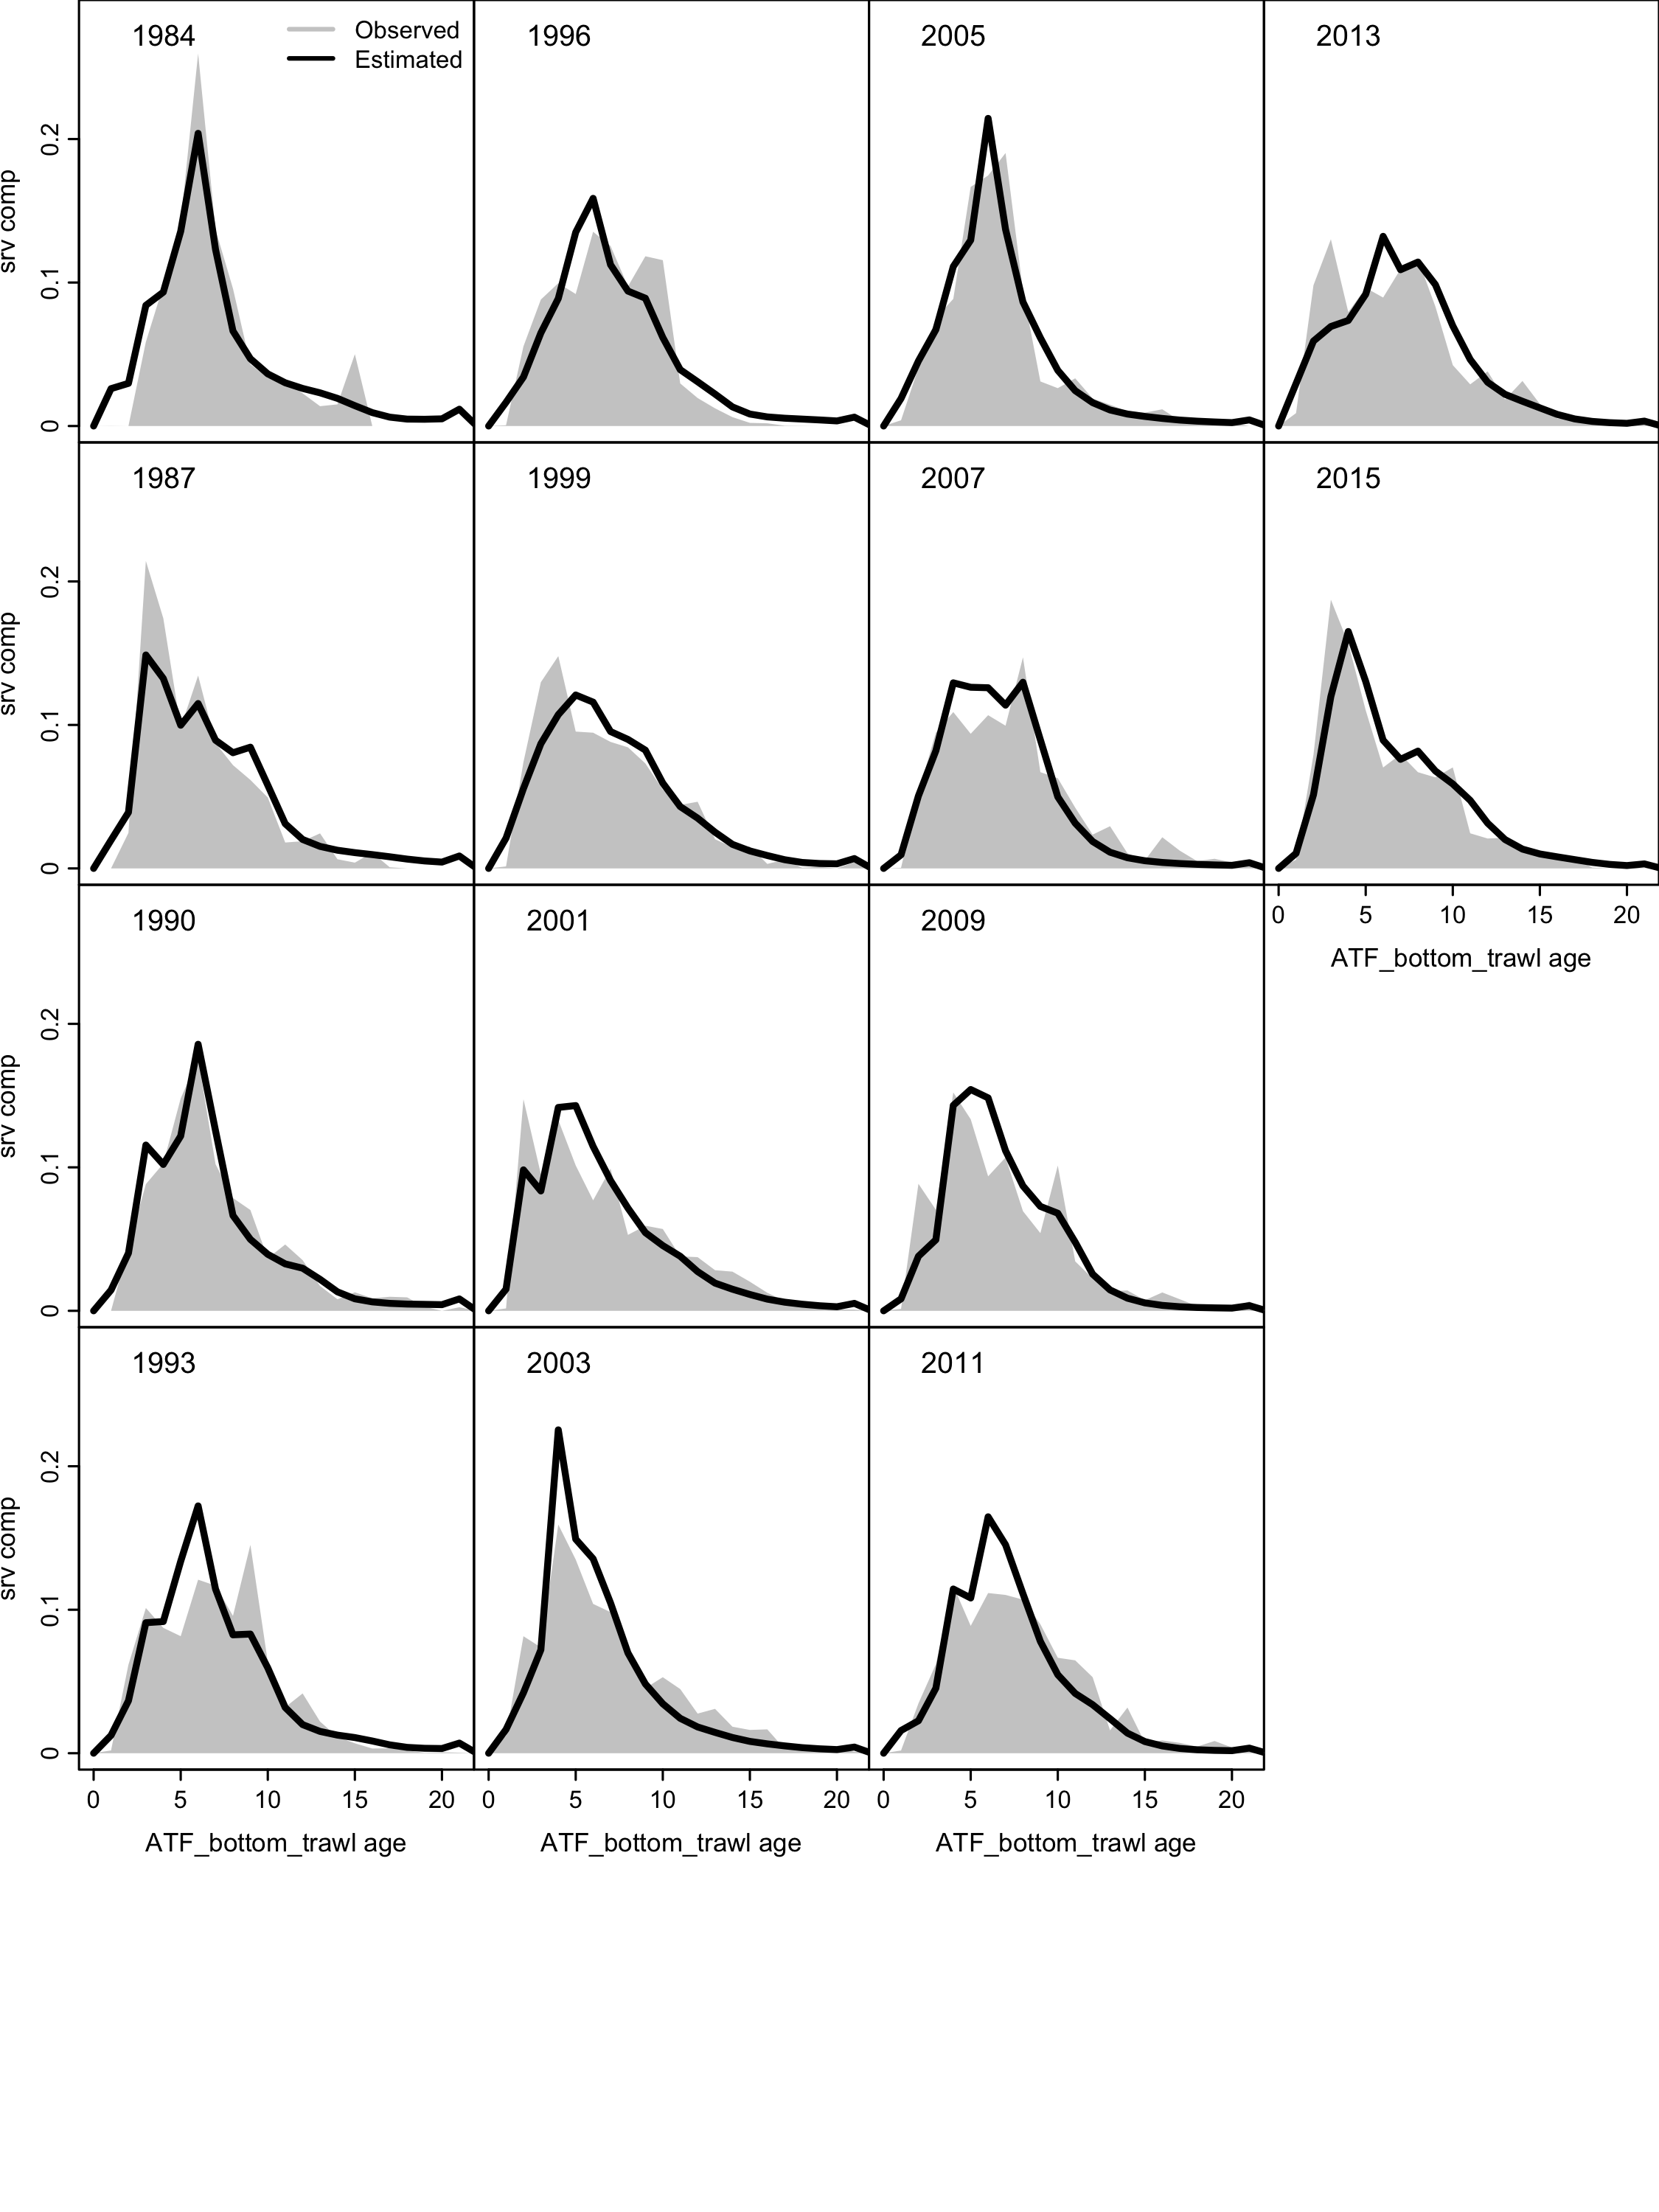 1984 Observed 1996 2005 2013
Estimated
srv comp 0 0.1 0.2
1987 1999 2007 2015
srv comp 0 0.1 0.2
1990 2001 2009 0 5 10 15 20
ATF_bottom_trawl age
srv comp 0 0.1 0.2
1993 2003 2011
srv comp 0 0.1 0.2
0 5 10 15 20 0 5 10 15 20 0 5 10 15 20
ATF_bottom_trawl age ATF_bottom_trawl age ATF_bottom_trawl age